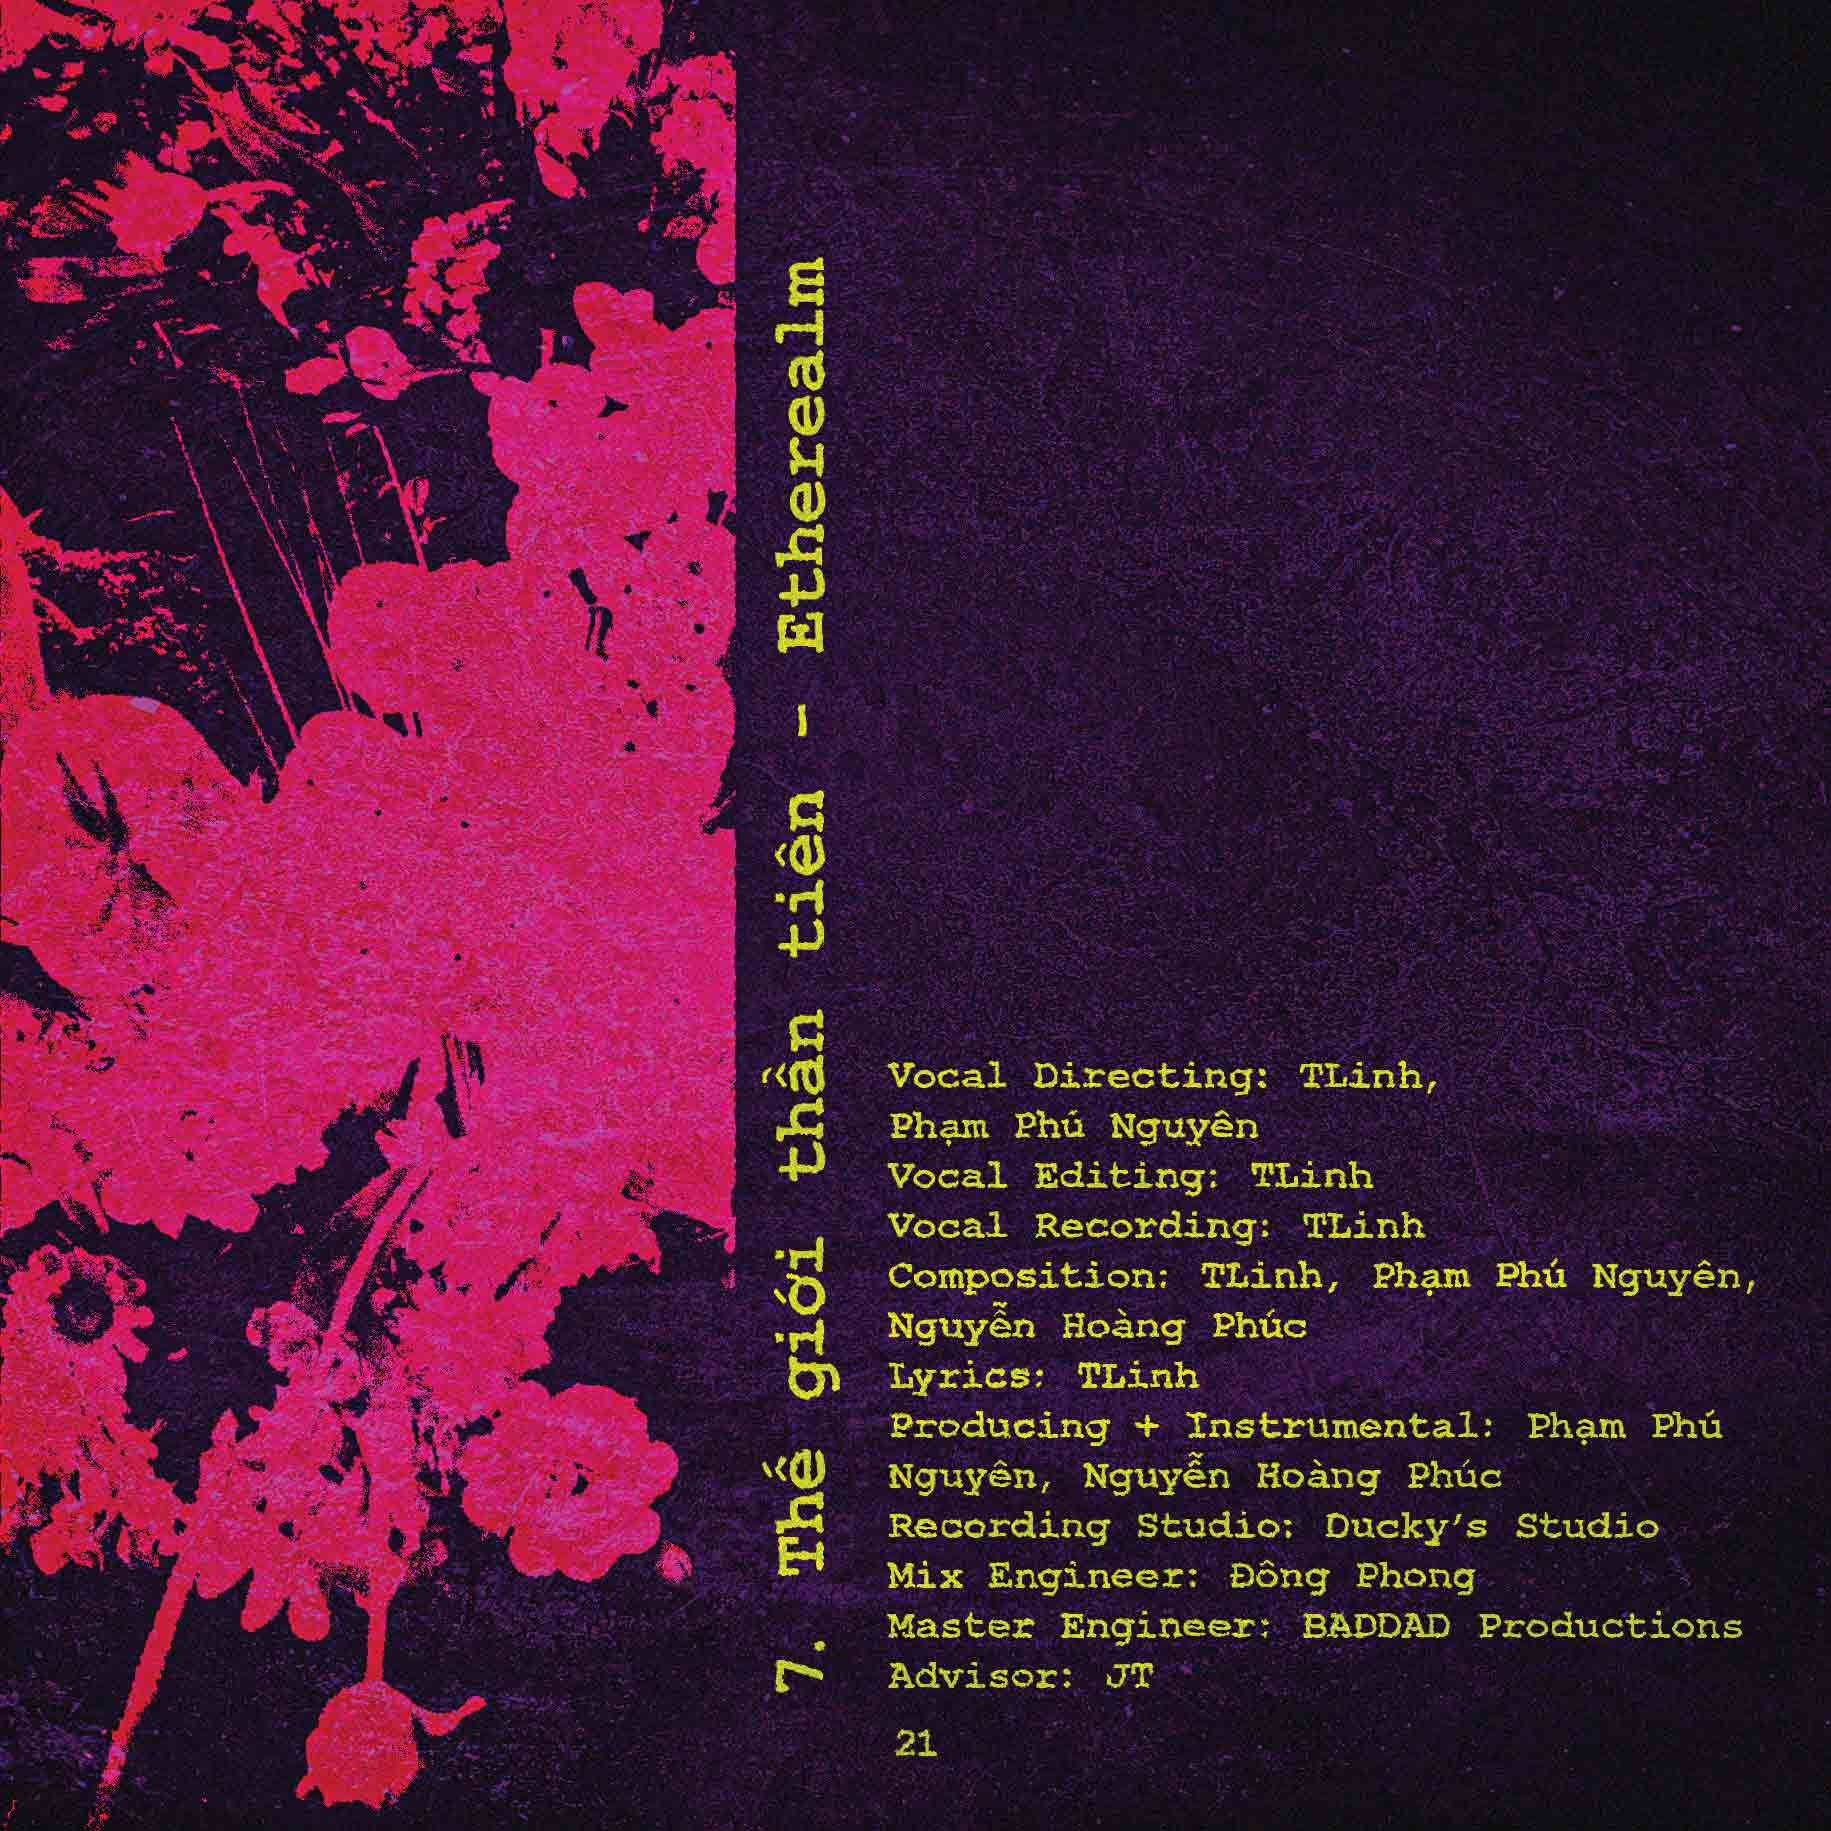 7. Thế giới thần tiên - Etherealm
Vocal Directing: TLinh,
Phạm Phú Nguyên
Vocal Editing: TLinh
Vocal Recording: TLinh
Composition: TLinh, Phạm Phú Nguyên,
Nguyễn Hoàng Phúc
Lyrics: TLinh
Producing + Instrumental: Phạm Phú
Nguyên, Nguyễn Hoàng Phúc
Recording Studio: Ducky's Studio
Mix Engineer: Đông Phong
Master Engineer: BADDAD Productions
Advisor: JT
21